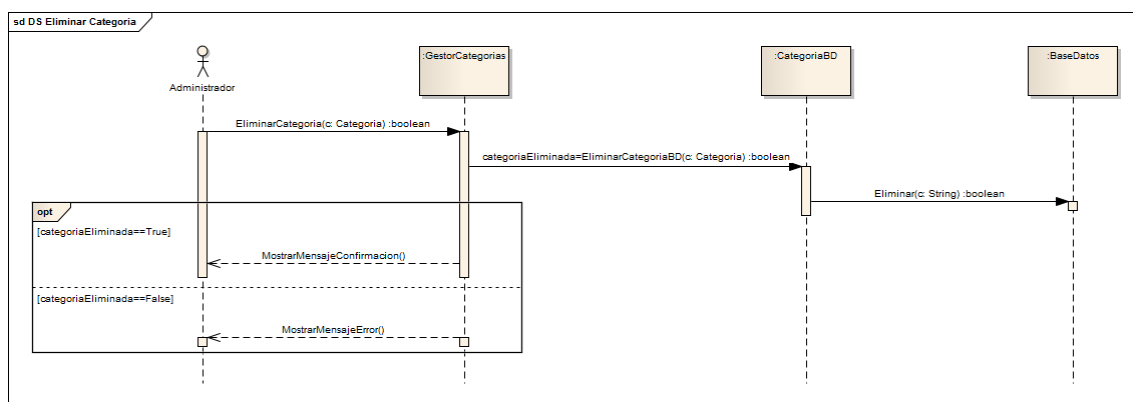 sd DS Eliminar Categoria
:GestorCategorias
:CategoriaBD
:BaseDatos
Administrador
EliminarCategoria(c: Categoria) :boolean
categoriaEliminada=EliminarCategoriaBD(c: Categoria) :boolean
Eliminar(c: String) :boolean
opt
[categoriaEliminada==True]
MostrarMensajeConfirmacion()
[categoriaEliminada==False]
MostrarMensajeError()